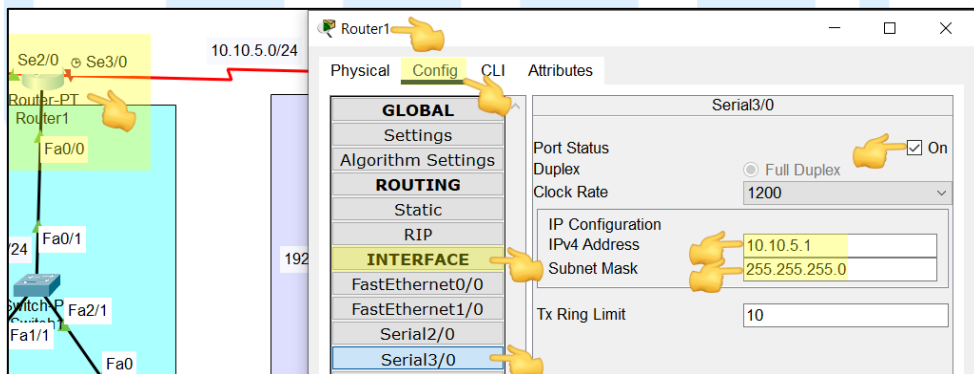 Se2/0
Se3/0
10.10.5.0/24
Router-PT
Router1
Fa0/0
Fa0/1
/24
192
Fa2/1
Fa1/1
Fa0
Router1
Physical Config CLI Attributes
GLOBAL
Settings
Algorithm Settings
ROUTING
Static
RIP
INTERFACE
FastEthernet0/0
FastEthernet1/0
Serial2/0
Serial3/0
Serial3/0
Port Status
On
Duplex
Full Duplex
Clock Rate
1200
IP Configuration
IPv4 Address
10.10.5.1
Subnet Mask
255.255.255.0
Tx Ring Limit
10